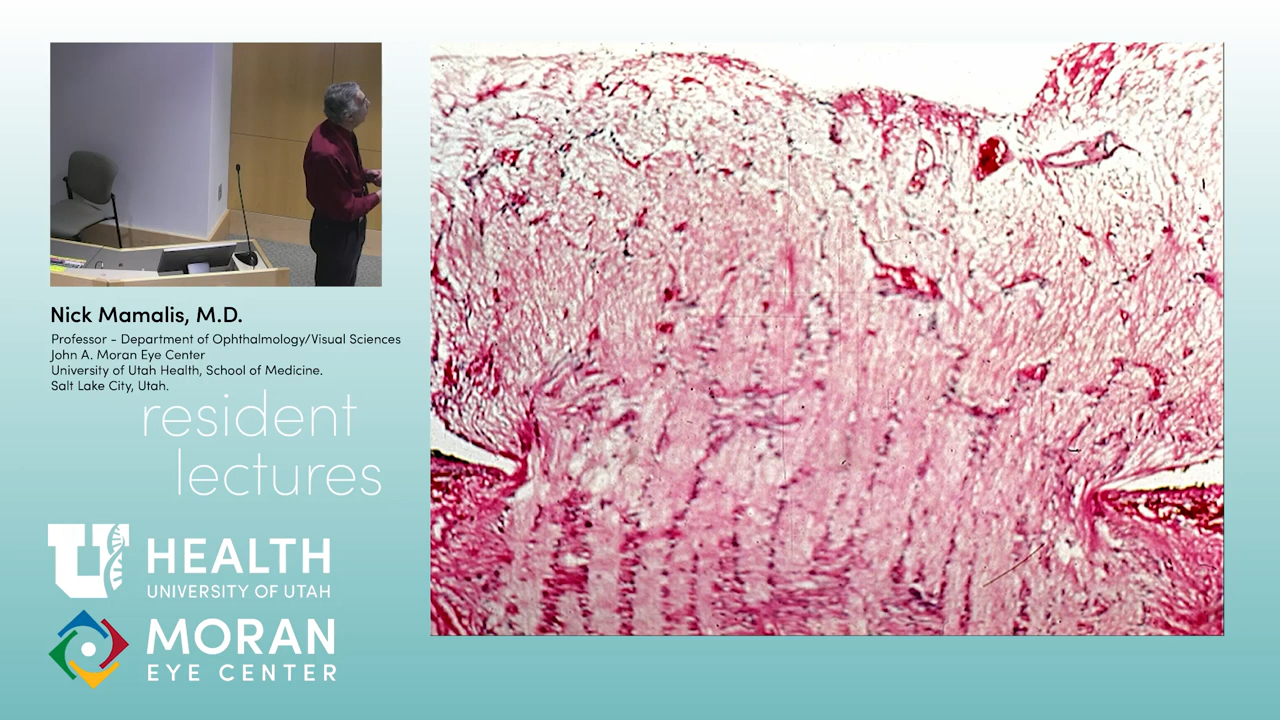 Nick Mamalis, M.D.
Professor - Department of Ophthalmology/Visual Sciences
John A. Moran Eye Center
University of Utah Health, School of Medicine.
Salt Lake City, Utah.
resident
lectures
U HEALTH
UNIVERSITY OF UTAH
MORAN
EYE CENTER